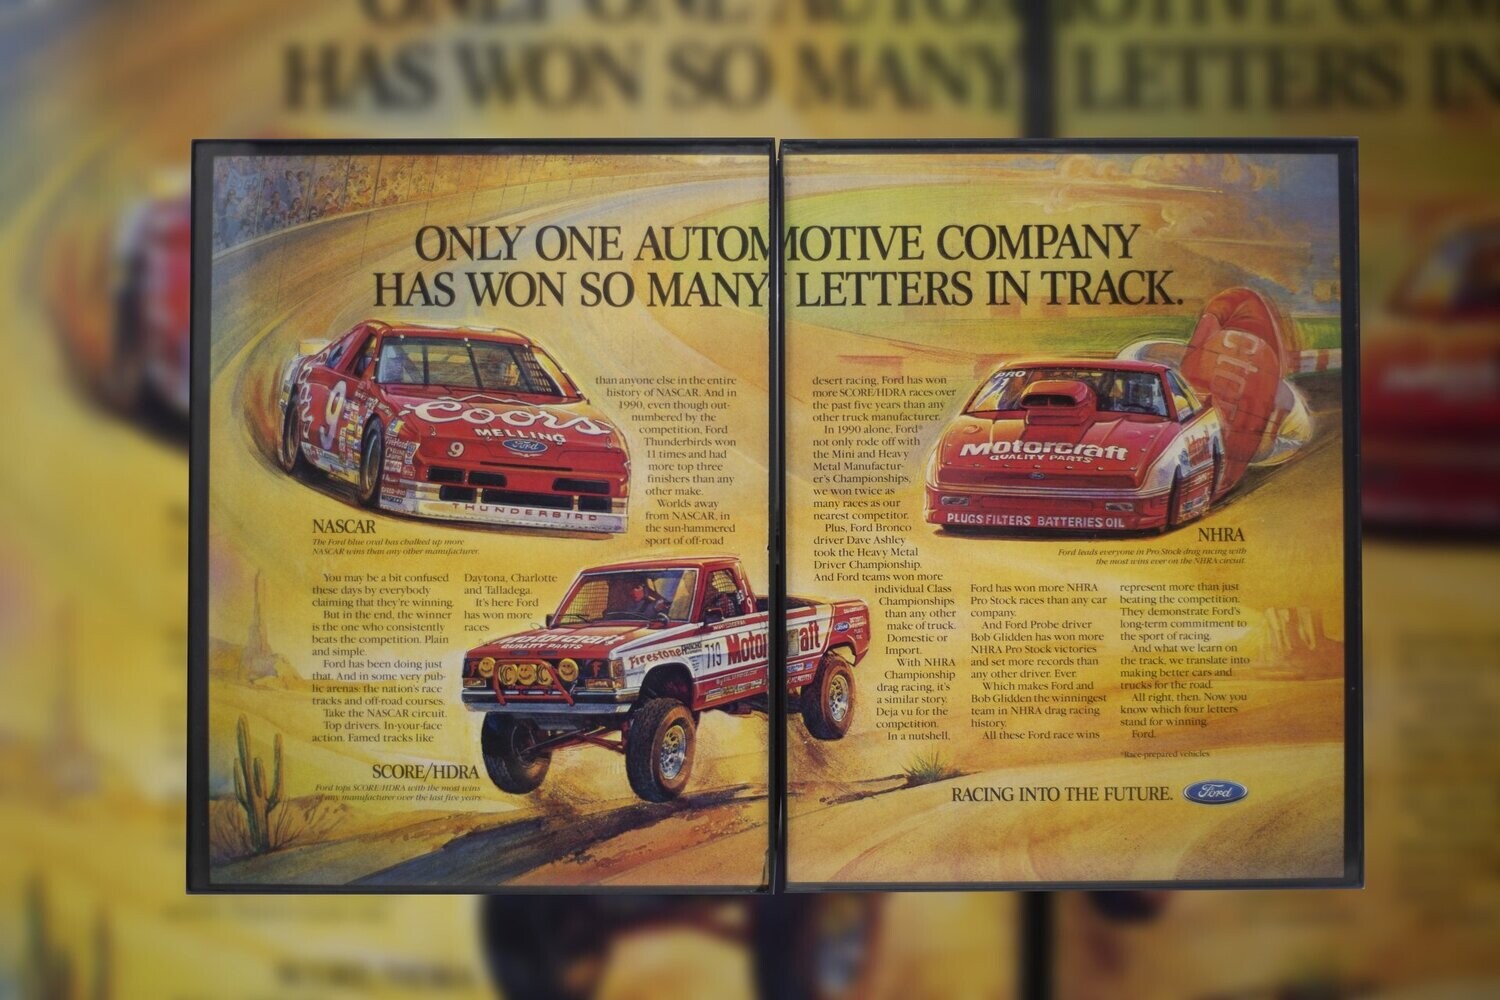 ONLY ONE AUTOMOTIVE COMPANY
HAS WON SO MANY LETTERS IN TRACK.
9
Coors
MELLING
9
Ford
THUNDERBIRD
NASCAR
The Ford blue oval has chalked up more
NASCAR wins than any other manufacturer.
You may be a bit confused
these days by everybody
claiming that they're winning.
But in the end, the winner
is the one who consistently
beats the competition. Plain
and simple.
Ford has been doing just
that. And in some very pub-
lic arenas: the nation's race
tracks and off-road courses.
Take the NASCAR circuit.
Top drivers. In-your-face
action. Famed tracks like
Daytona, Charlotte
and Talladega.
It's here Ford
has won more
races
than anyone else in the entire
history of NASCAR. And in
1990, even though out-
numbered by the
competition, Ford
Thunderbirds won
11 times and had
more top three
finishers than any
other make.
Worlds away
from NASCAR, in
the sun-hammered
sport of off-road
Motorcraft
QUALITY PARTS
Firestone
719
Motorcraft
SCORE/HDRA
Ford tops SCORE/HDRA with the most wins
of any manufacturer over the last five years.
desert racing, Ford has won
more SCORE/HDRA races over
the past five years than any
other truck manufacturer.
In 1990 alone, Ford*
not only rode off with
the Mini and Heavy
Metal Manufactur-
er's Championships,
we won twice as
many races as our
nearest competitor.
Plus, Ford Bronco
driver Dave Ashley
took the Heavy Metal
Driver Championship.
And Ford teams won more
individual Class
Championships
than any other
make of truck.
Domestic or
Import.
With NHRA
Championship
drag racing, it's
a similar story.
Deja vu for the
competition.
In a nutshell,
PRO
Motorcraft
QUALITY PARTS
PLUGS FILTERS BATTERIES OIL
NHRA
Ford leads everyone in Pro Stock drag racing with
the most wins ever on the NHRA circuit.
Ford has won more NHRA
Pro Stock races than any car
company.
And Ford Probe driver
Bob Glidden has won more
NHRA Pro Stock victories
and set more records than
any other driver. Ever.
Which makes Ford and
Bob Glidden the winningest
team in NHRA drag racing
history.
All these Ford race wins
represent more than just
beating the competition.
They demonstrate Ford's
long-term commitment to
the sport of racing.
And what we learn on
the track, we translate into
making better cars and
trucks for the road.
All right, then. Now you
know which four letters
stand for winning.
Ford.
*Race-prepared vehicles
RACING INTO THE FUTURE.
Ford